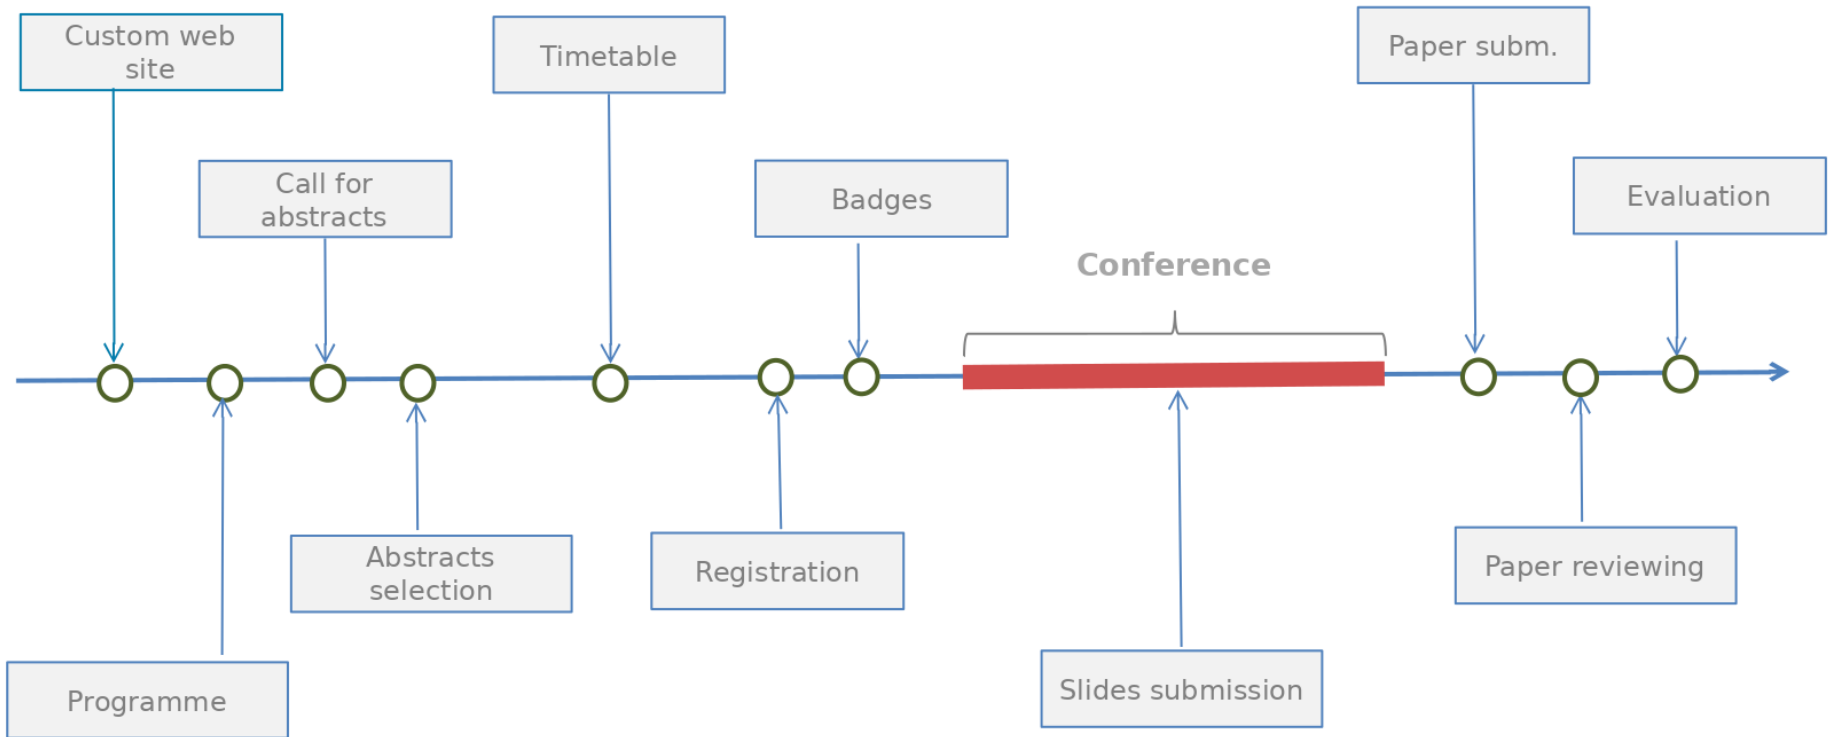 Custom web
site
Timetable
Paper subm.
Call for
abstracts
Badges
Evaluation
Conference
Abstracts
selection
Registration
Paper reviewing
Programme
Slides submission